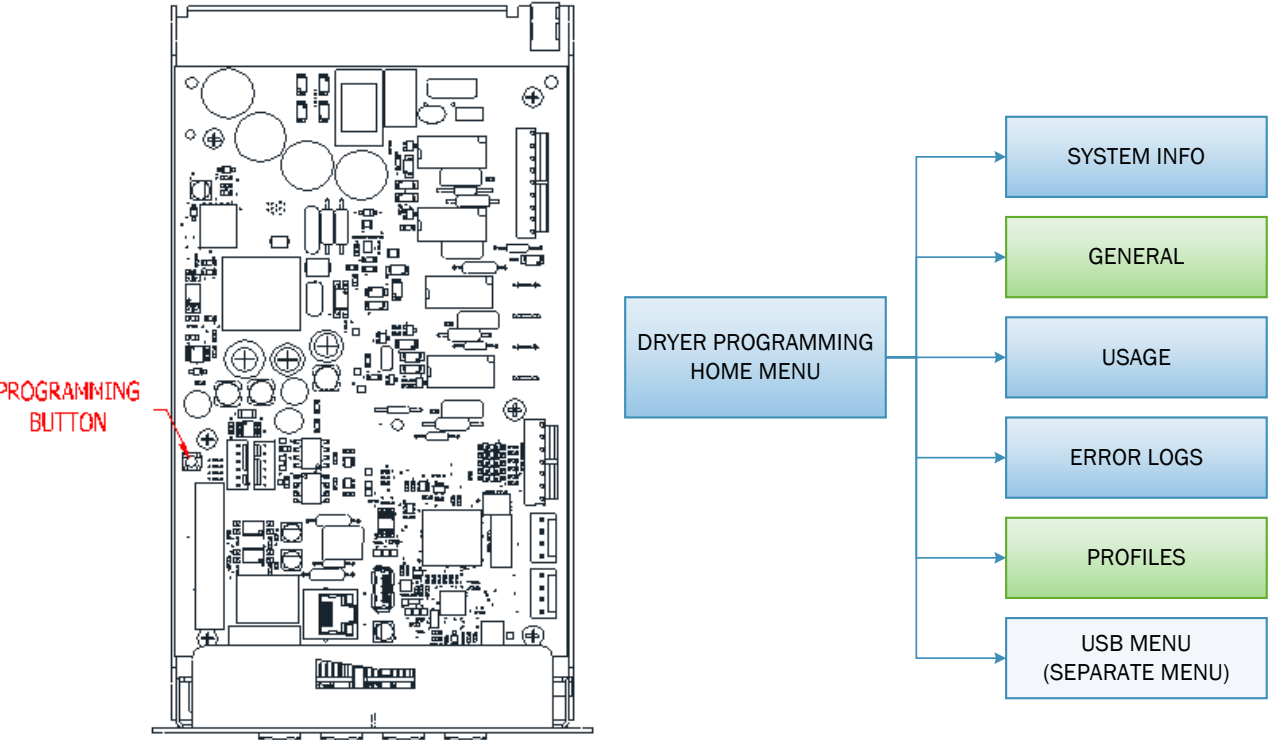 PROGRAMMING
BUTTON
DRYER PROGRAMMING
HOME MENU
SYSTEM INFO
GENERAL
USAGE
ERROR LOGS
PROFILES
USB MENU
(SEPARATE MENU)